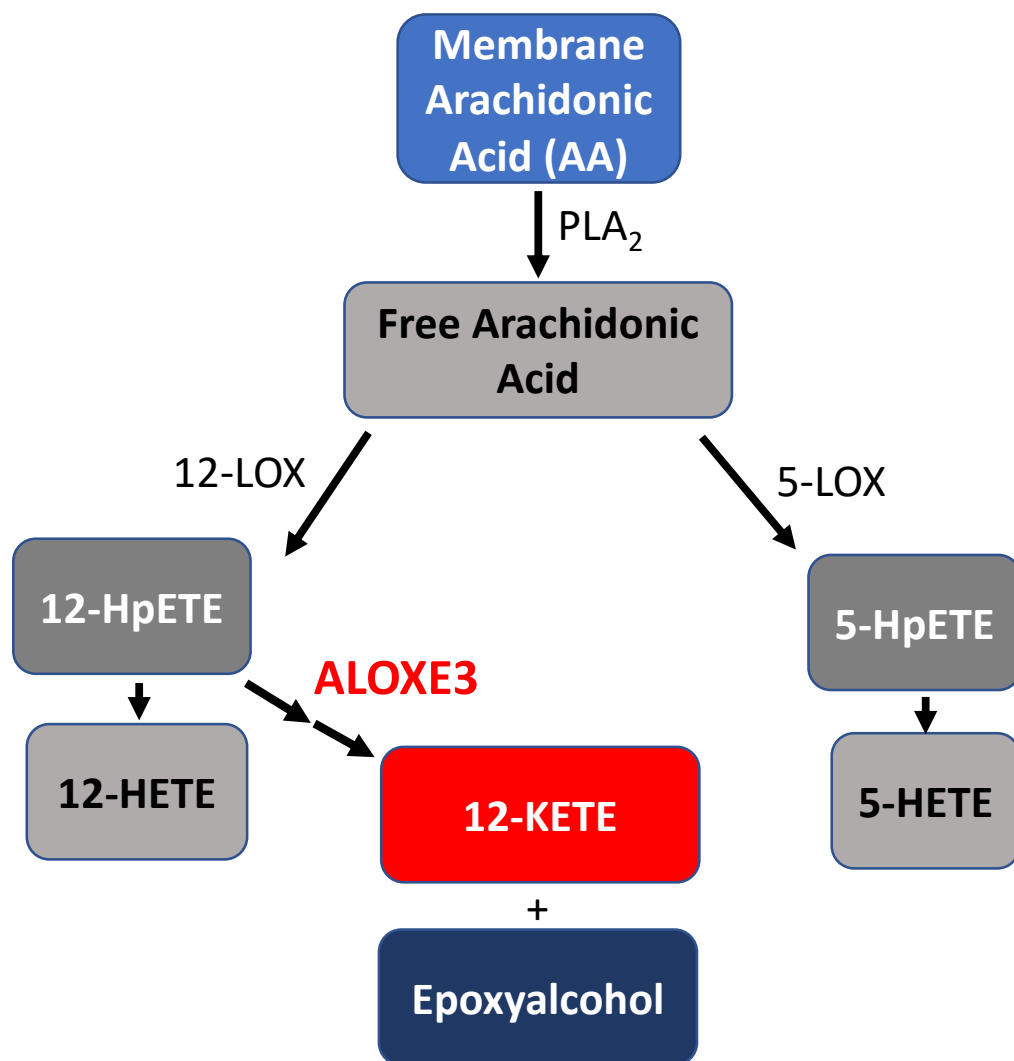 Membrane
Arachidonic
Acid (AA)
PLA₂
Free Arachidonic
Acid
12-LOX
5-LOX
12-HpETE
5-HpETE
ALOXE3
12-HETE
12-KETE
5-HETE
+
Epoxyalcohol